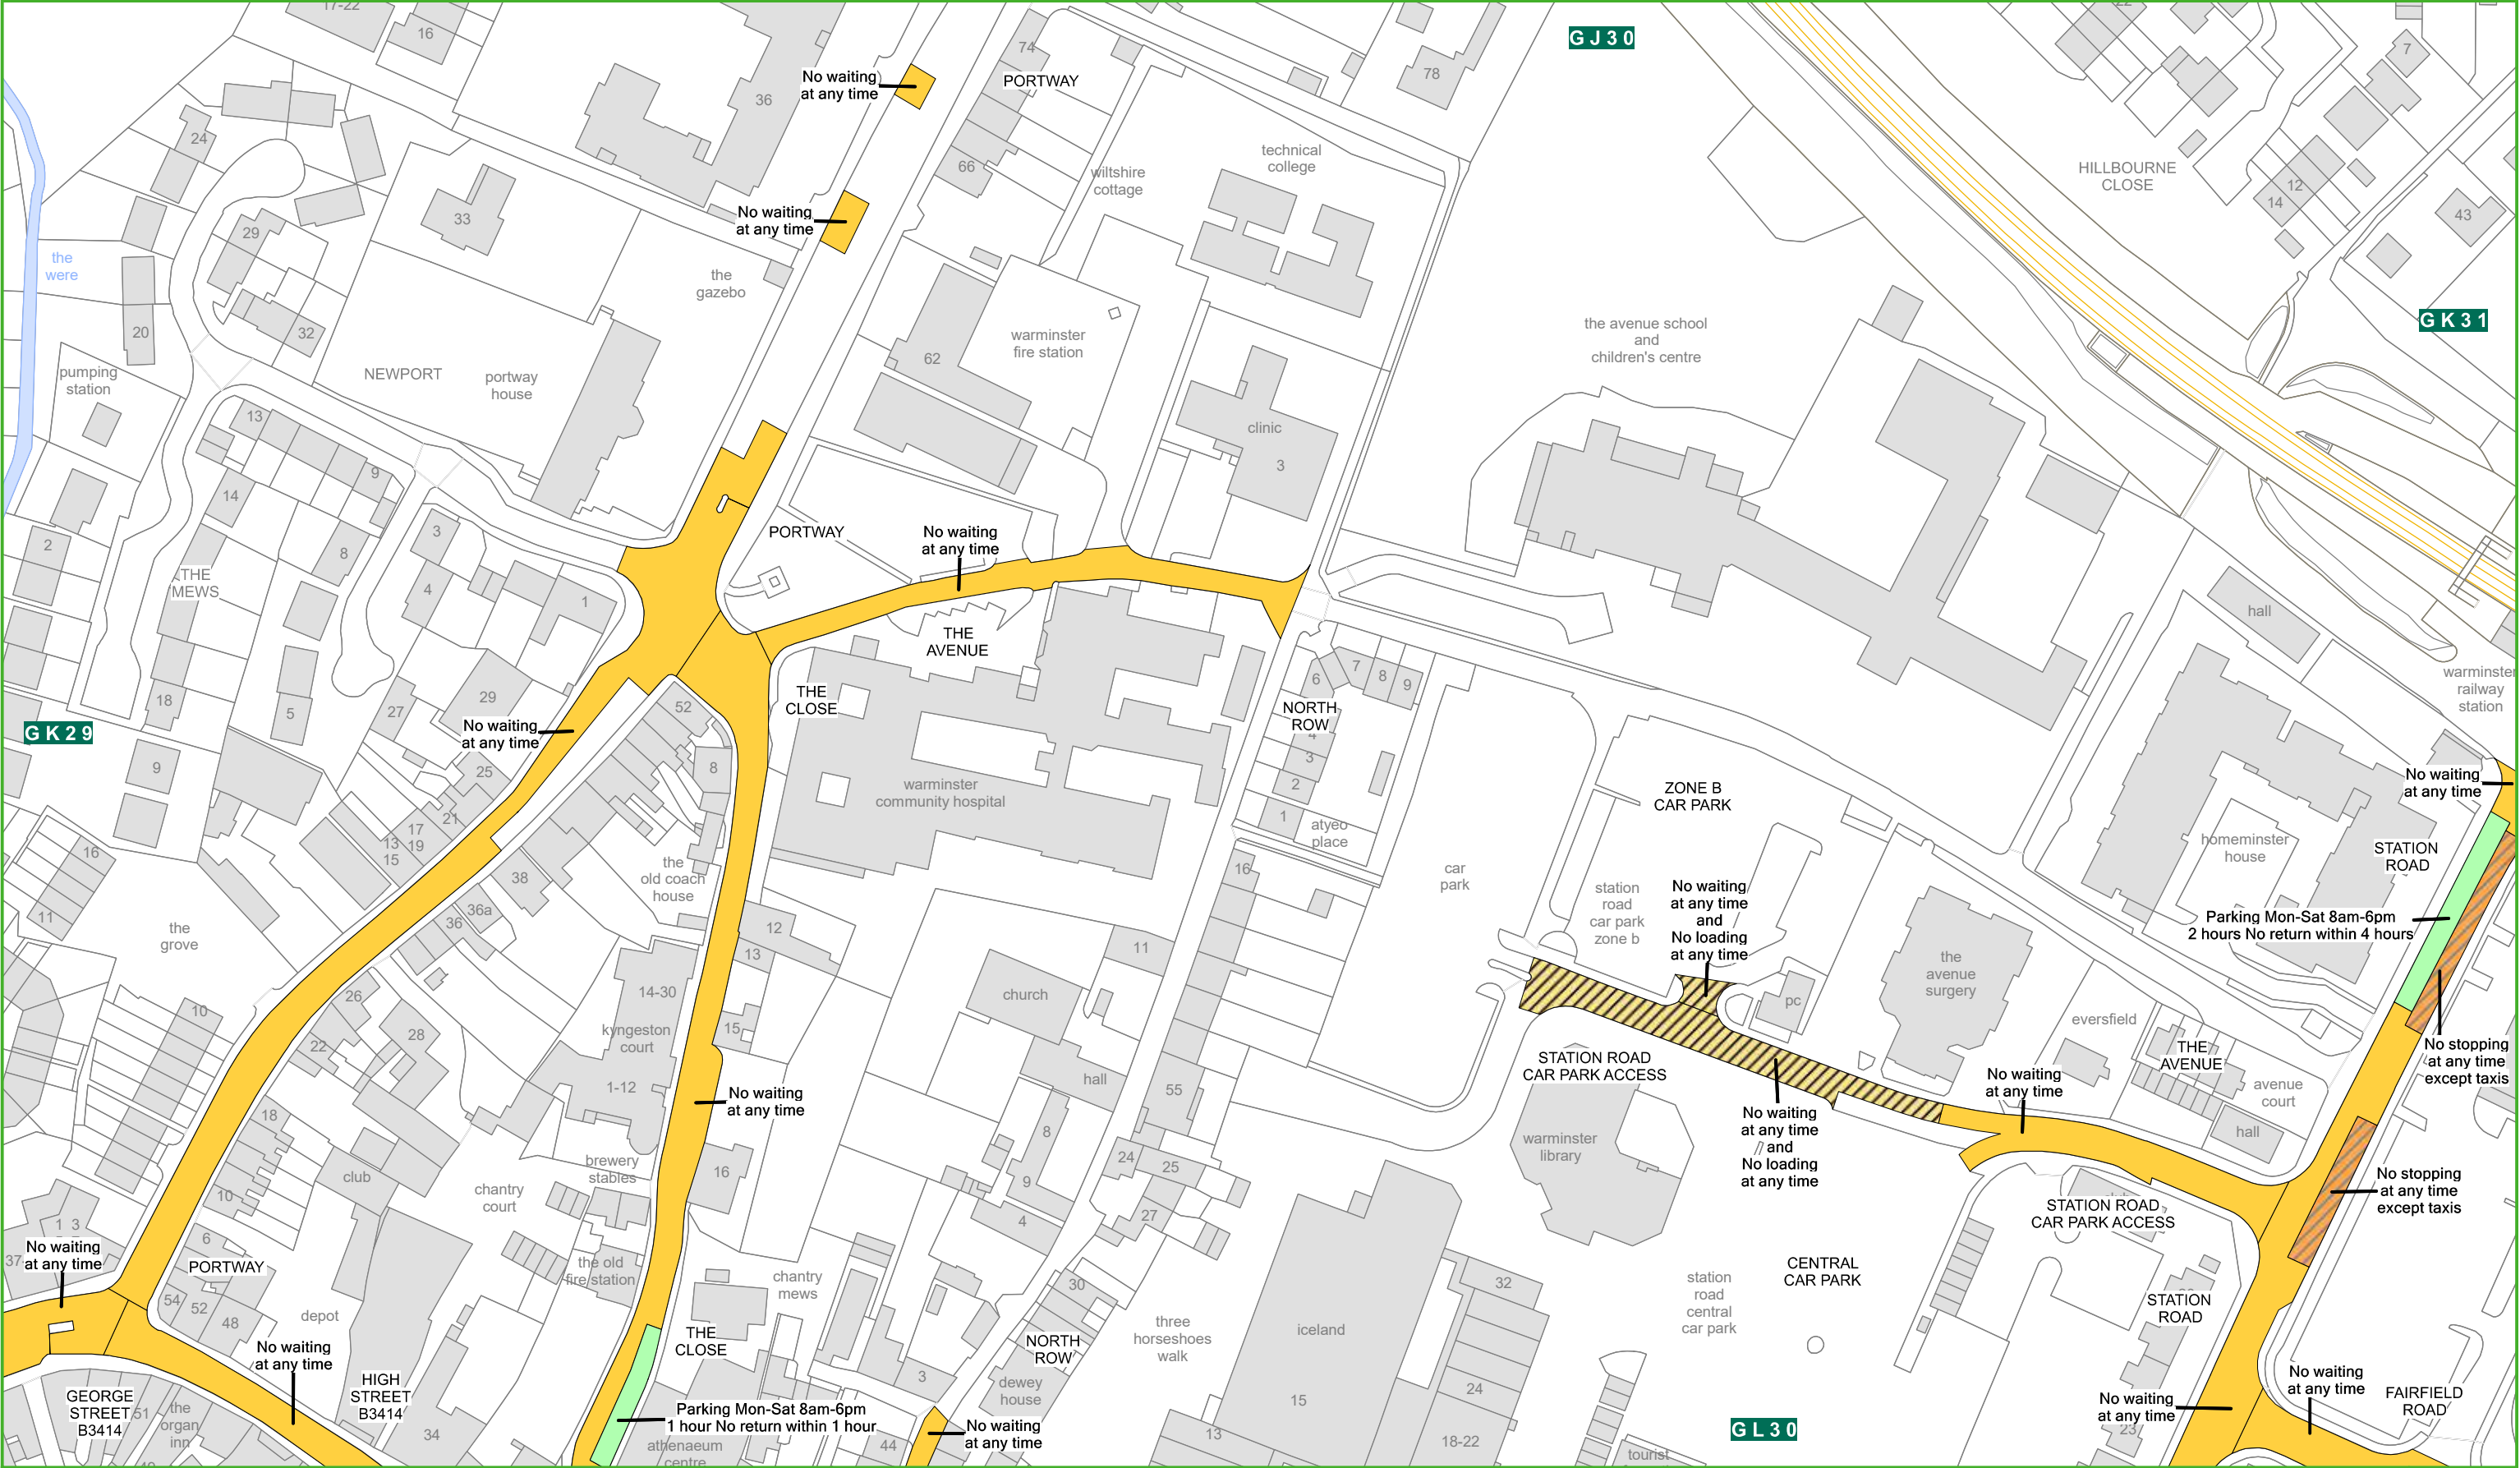 17-22
16
22
7
74
GJ30
PORTWAY
78
No waiting
at any time
36
24
66
wiltshire
cottage
technical
college
HILLBOURNE
CLOSE
12
14
43
No waiting
at any time
33
29
the
were
the
gazebo
20
32
GK31
warminster
fire station
62
the avenue school
and
children's centre
NEWPORT
portway
house
pumping
station
13
9
14
clinic
3
2
3
8
PORTWAY
No waiting
at any time
THE
MEWS
4
1
hall
THE
AVENUE
7
6
8
9
warminster
railway
station
18
5
27
29
No waiting
at any time
52
THE
CLOSE
NORTH
ROW
4
3
2
1
GK29
9
25
8
warminster
community hospital
ZONE B
CAR PARK
No waiting
at any time
21
17
13
19
15
atyeo
place
homeminster
house
STATION
ROAD
16
11
38
the
old coach
house
16
car
park
36a
36
station
road
car park
zone b
No waiting
at any time
and
No loading
at any time
Parking Mon-Sat 8am-6pm
2 hours No return within 4 hours
the
grove
12
13
11
the
avenue
surgery
26
10
14-30
church
pc
15
28
22
kyngeston
court
1-12
eversfield
THE
AVENUE
No stopping
at any time
except taxis
STATION ROAD
CAR PARK ACCESS
hall
55
No waiting
at any time
No waiting
at any time
avenue
court
18
8
No waiting
at any time
and
No loading
at any time
hall
warminster
library
club
brewery
stables
16
24
25
9
chantry
court
10
27
4
No stopping
at any time
except taxis
STATION ROAD
CAR PARK ACCESS
1 3
37
6
No waiting
at any time
PORTWAY
the old
fire station
chantry
mews
30
32
CENTRAL
CAR PARK
54
52
48
depot
station
road
central
car park
STATION
ROAD
three
horseshoes
walk
iceland
THE
CLOSE
NORTH
ROW
No waiting
at any time
3
dewey
house
24
15
No waiting
at any time
GEORGE
STREET
B3414
51
the
organ
inn
HIGH
STREET
B3414
34
Parking Mon-Sat 8am-6pm
1 hour No return within 1 hour
athenaeum
centre
44
No waiting
at any time
13
18-22
GL30
No waiting
at any time
FAIRFIELD
ROAD
23
tourist